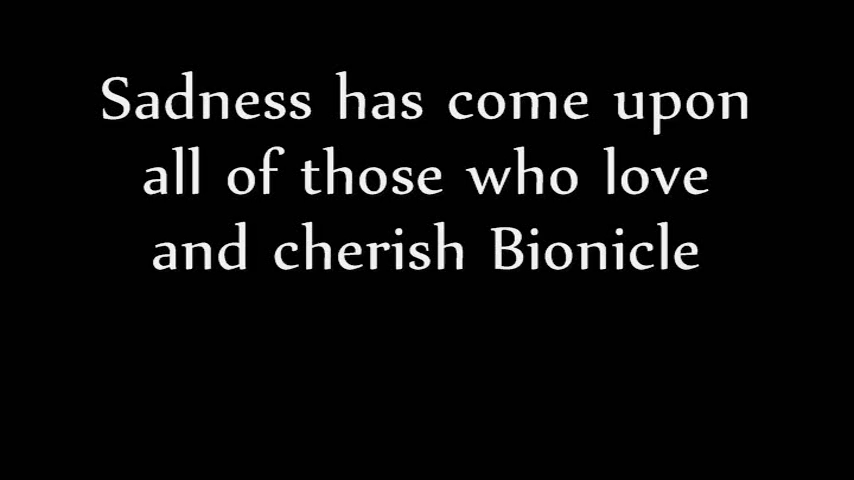 Sadness has come upon
all of those who love
and cherish Bionicle